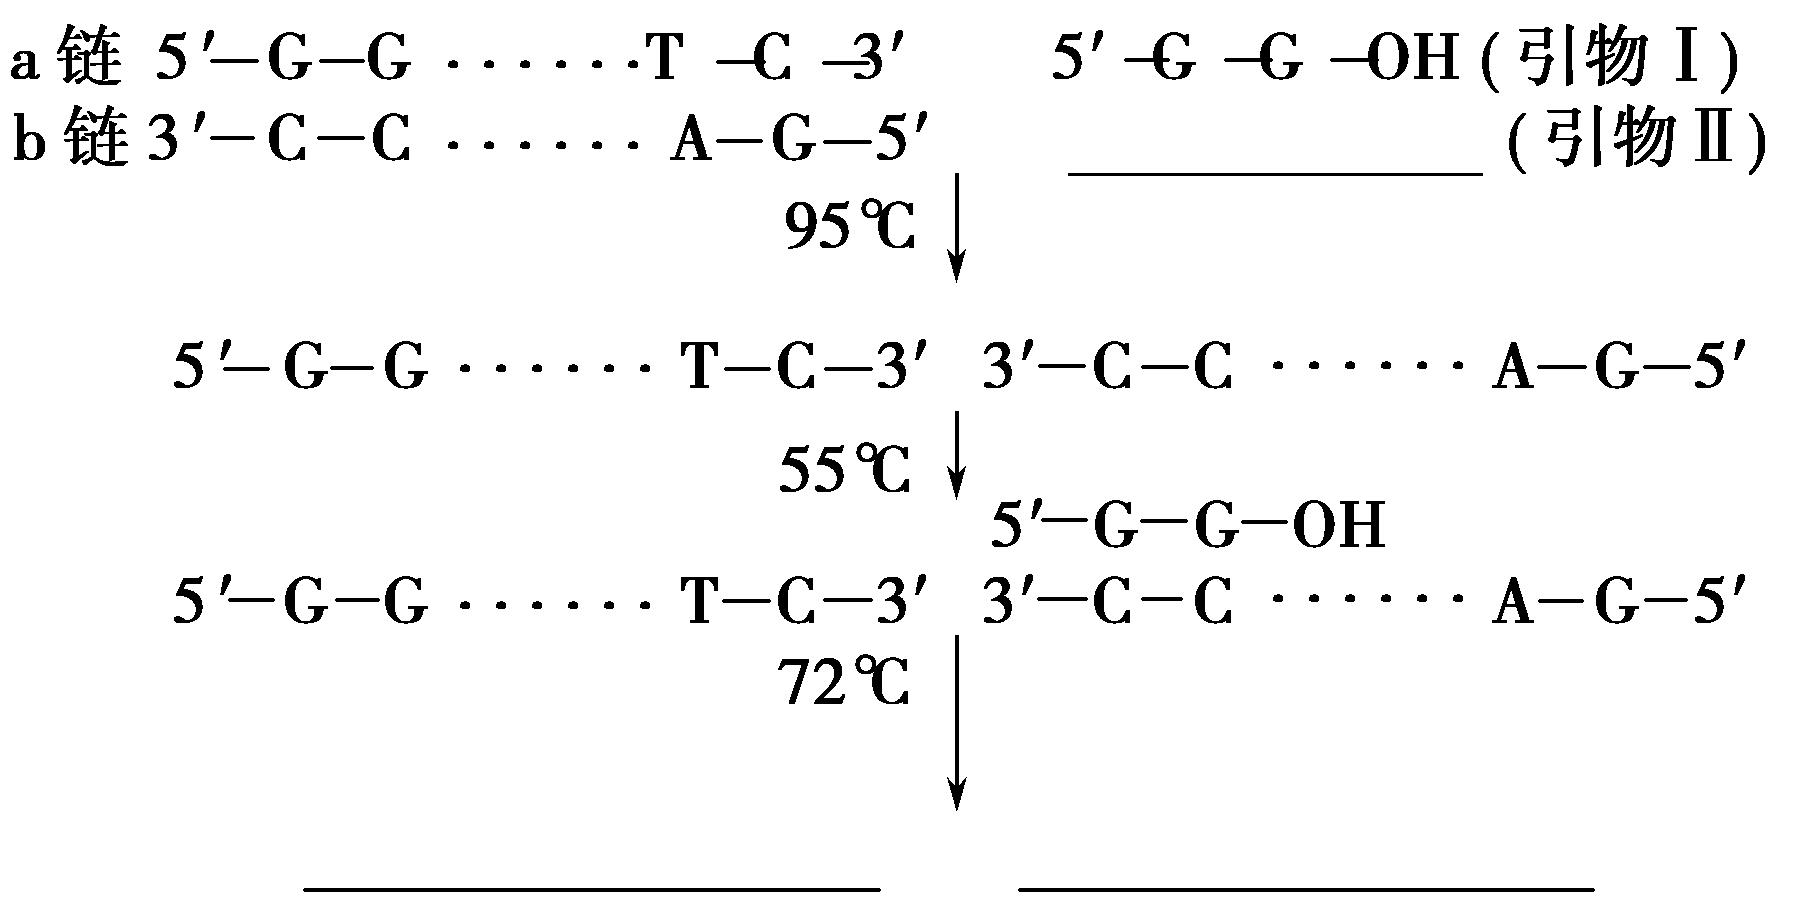 a链 5′—G—G ······T —C —3′ 5′ —G —G —OH(引物Ⅰ)
b链3′—C—C ······ A—G—5′ (引物Ⅱ)
95℃
5′—G—G ······ T—C—3′ 3′—C—C ······ A—G—5′
55℃
5′—G—G—OH
5′—G—G ······ T—C—3′ 3′—C—C ······ A—G—5′
72℃